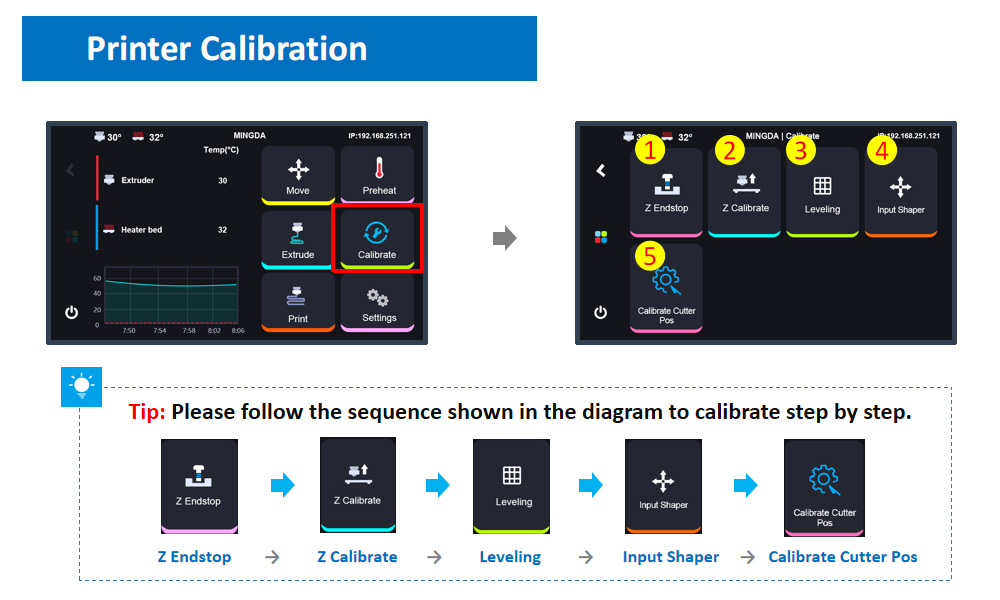 Printer Calibration
30° 32° MINGDA IP:192.168.251.121
Temp(°C)
Extruder 30
Heater bed 32
Move
Preheat
Extrude
Calibrate
Print
Settings
60
40
20
0
7:50 7:54 7:58 8:02 8:06
32° MINGDA | Calibrate IP:192.168.251.121
1 2 3 4
Z Endstop
Z Calibrate
Leveling
Input Shaper
5
Calibrate Cutter
Pos
Tip: Please follow the sequence shown in the diagram to calibrate step by step.
Z Endstop
Z Calibrate
Leveling
Input Shaper
Calibrate Cutter
Pos
Z Endstop → Z Calibrate → Leveling → Input Shaper → Calibrate Cutter Pos